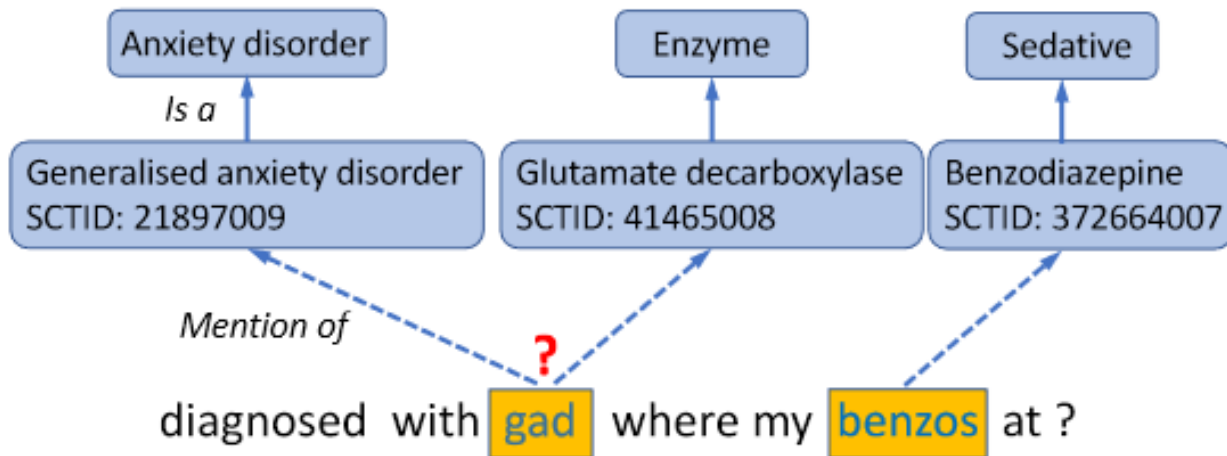 Anxiety disorder Enzyme Sedative
Is a
Generalised anxiety disorder Glutamate decarboxylase Benzodiazepine
SCTID: 21897009 SCTID: 41465008 SCTID: 372664007
Mention of
?
diagnosed with gad where my benzos at ?